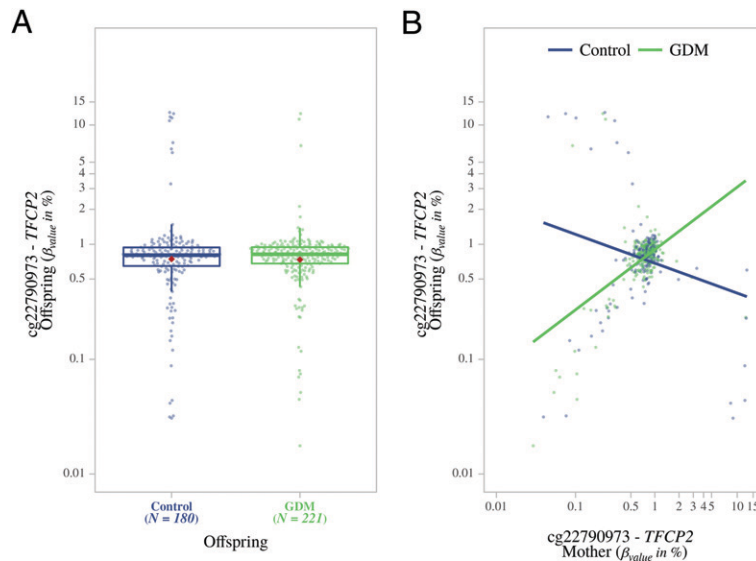 A
cg22790973 - TFCP2
Offspring (βvalue in %)
15
10
5
4
3
2
1
0.5
0.1
0.01
Control
(N = 180)
GDM
(N = 221)
Offspring
B
Control
GDM
cg22790973 - TFCP2
Offspring (βvalue in %)
15
10
5
4
3
2
1
0.5
0.1
0.01
0.01 0.1 0.5 1 2 3 4 5 10 15
cg22790973 - TFCP2
Mother (βvalue in %)